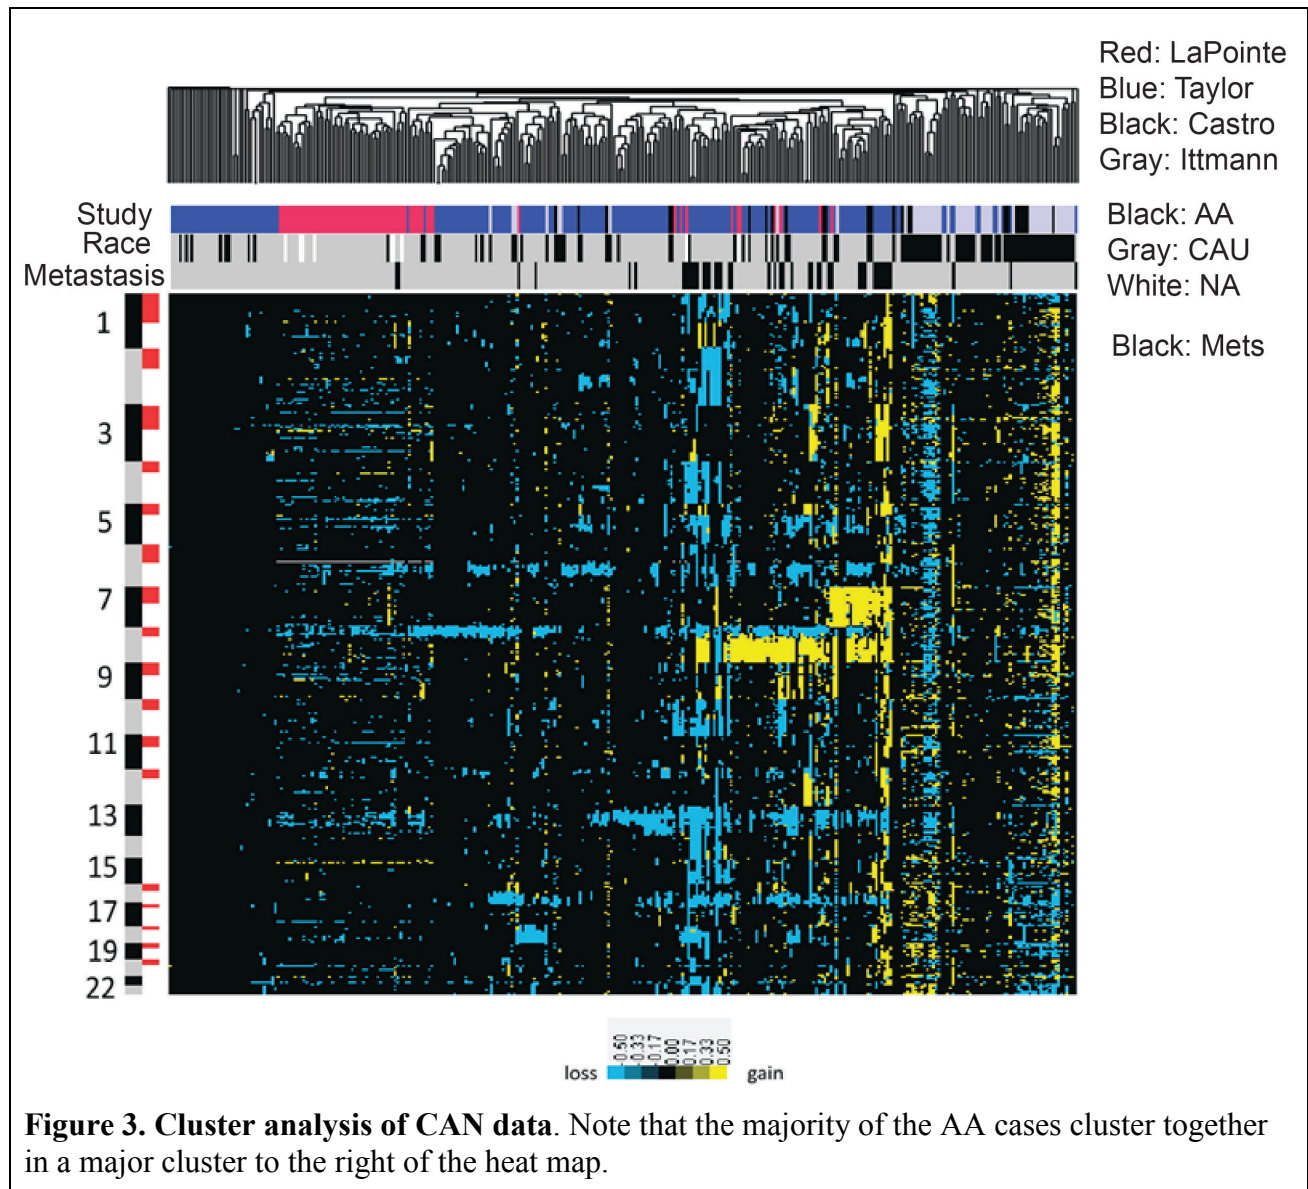 Red: LaPointe
Blue: Taylor
Black: Castro
Gray: Ittmann
Study
Race
Metastasis
Black: AA
Gray: CAU
White: NA
Black: Mets
1
3
5
7
9
11
13
15
17
19
22
-0.50
-0.33
-0.17
0.00
0.17
0.33
0.50
loss
gain
Figure 3. Cluster analysis of CAN data. Note that the majority of the AA cases cluster together
in a major cluster to the right of the heat map.